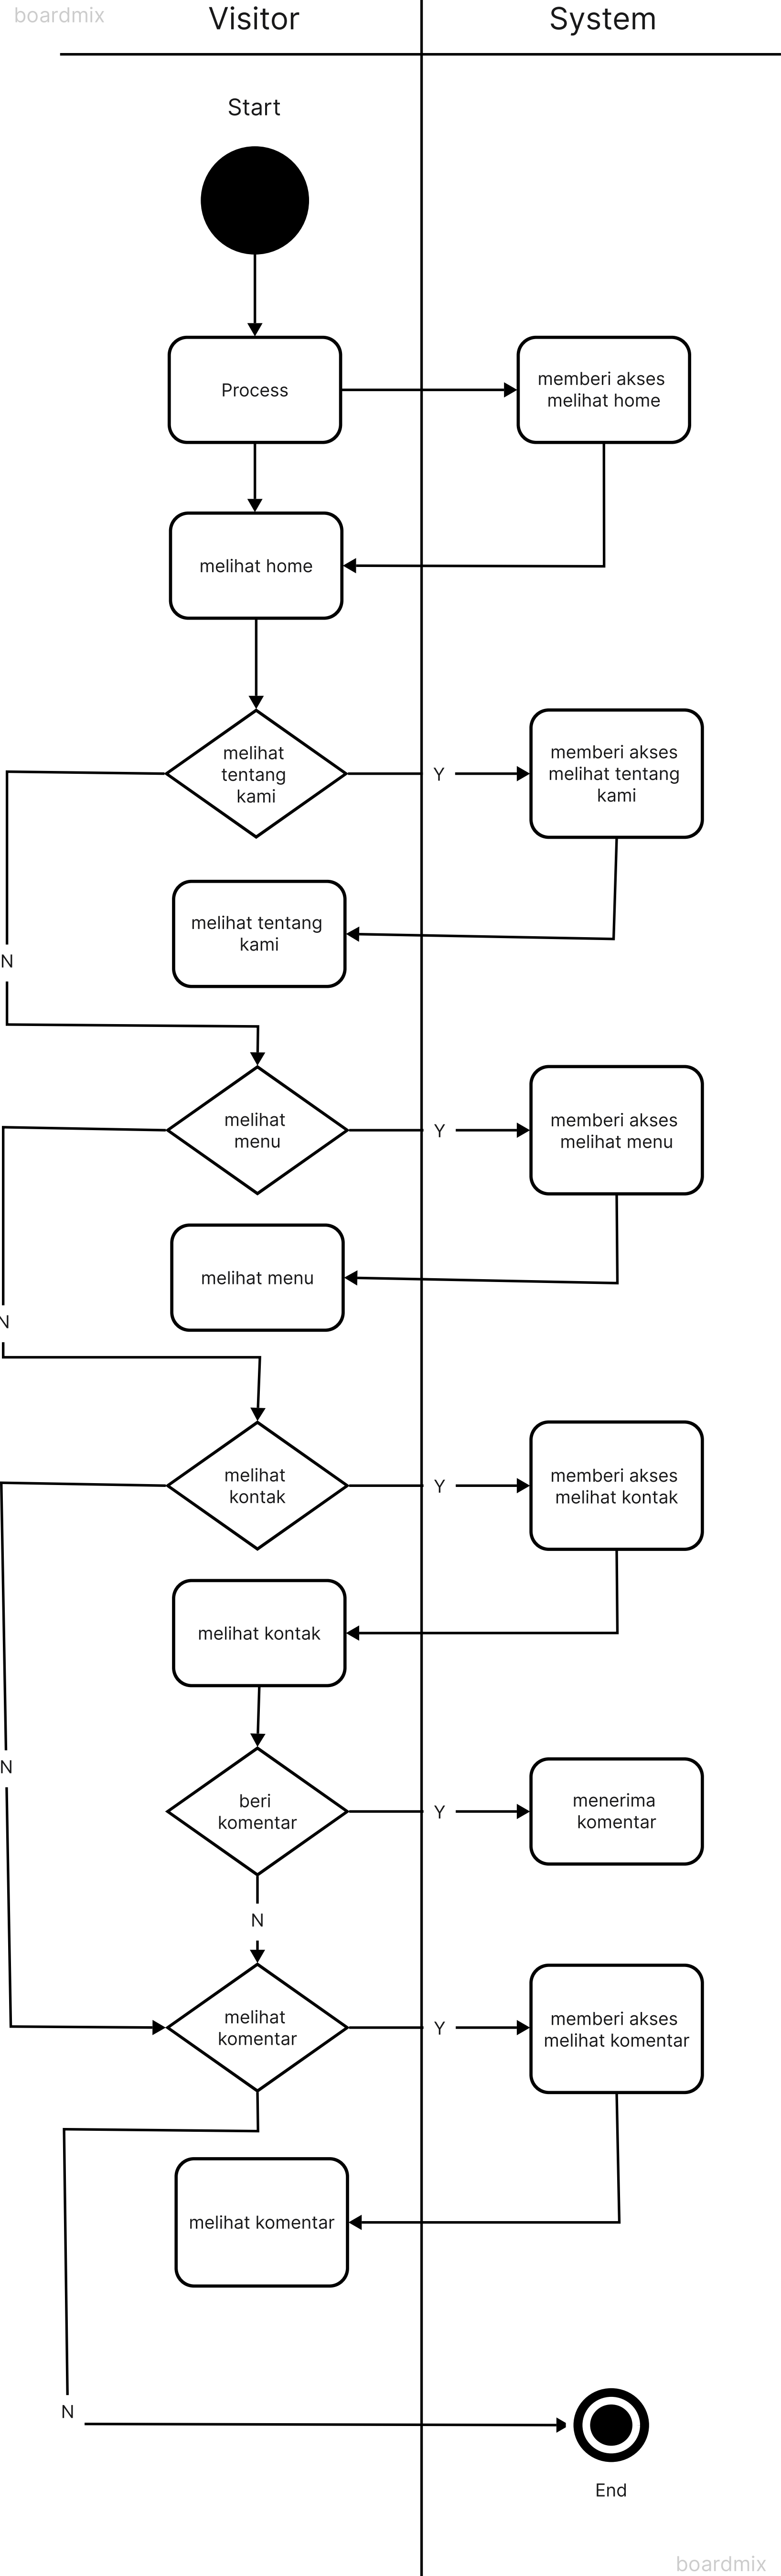 boardmix
Visitor
System
Start
Process
memberi akses
melihat home
melihat home
melihat
tentang
kami
Y
memberi akses
melihat tentang
kami
melihat tentang
kami
N
melihat
menu
Y
memberi akses
melihat menu
melihat menu
N
melihat
kontak
Y
memberi akses
melihat kontak
melihat kontak
N
beri
komentar
Y
menerima
komentar
N
melihat
komentar
Y
memberi akses
melihat komentar
melihat komentar
N
End
boardmix